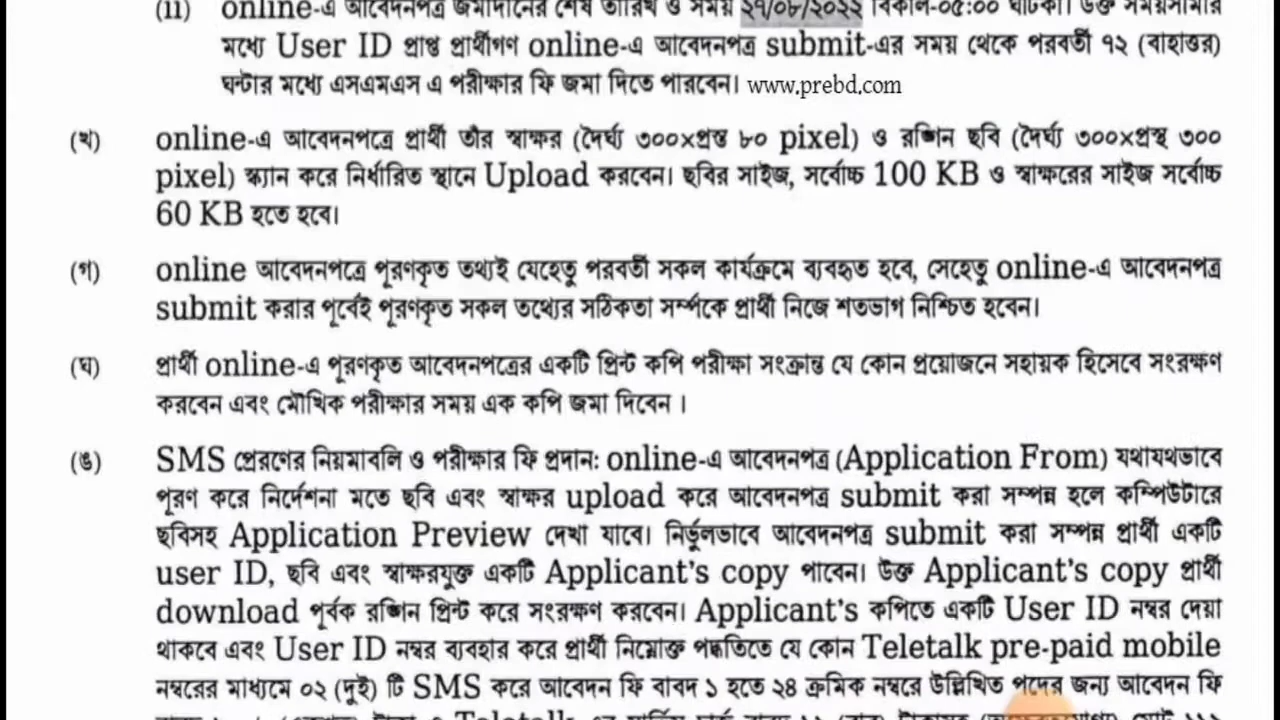 (ii) online-এ আবেদনপত্র জমাদানের শেষ তারিখ ও সময় ২৭/০৮/২০২২ বিকাল-০৫:০০ ঘটিকা। উক্ত সময়সীমার
মধ্যে User ID প্রাপ্ত প্রার্থীগণ online-এ আবেদনপত্র submit-এর সময় থেকে পরবর্তী ৭২ (বাহাত্তর)
ঘন্টার মধ্যে এসএমএস এ পরীক্ষার ফি জমা দিতে পারবেন। www.prebd.com
(খ) online-এ আবেদনপত্রে প্রার্থী তাঁর স্বাক্ষর (দৈর্ঘ্য ৩০০×প্রস্ত ৮০ pixel) ও রঙ্গিন ছবি (দৈর্ঘ্য ৩০০×প্রস্থ ৩০০
pixel) স্ক্যান করে নির্ধারিত স্থানে Upload করবেন। ছবির সাইজ, সর্বোচ্চ 100 KB ও স্বাক্ষরের সাইজ সর্বোচ্চ
60 KB হতে হবে।
(গ) online আবেদনপত্রে পূরণকৃত তথ্যই যেহেতু পরবর্তী সকল কার্যক্রমে ব্যবহৃত হবে, সেহেতু online-এ আবেদনপত্র
submit করার পূর্বেই পূরণকৃত সকল তথ্যের সঠিকতা সর্ম্পকে প্রার্থী নিজে শতভাগ নিশ্চিত হবেন।
(ঘ) প্রার্থী online-এ পূরণকৃত আবেদনপত্রের একটি প্রিন্ট কপি পরীক্ষা সংক্রান্ত যে কোন প্রয়োজনে সহায়ক হিসেবে সংরক্ষণ
করবেন এবং মৌখিক পরীক্ষার সময় এক কপি জমা দিবেন ।
(ঙ) SMS প্রেরণের নিয়মাবলি ও পরীক্ষার ফি প্রদান: online-এ আবেদনপত্র (Application From) যথাযথভাবে
পূরণ করে নির্দেশনা মতে ছবি এবং স্বাক্ষর upload করে আবেদনপত্র submit করা সম্পন্ন হলে কম্পিউটারে
ছবিসহ Application Preview দেখা যাবে। নির্ভুলভাবে আবেদনপত্র submit করা সম্পন্ন প্রার্থী একটি
user ID, ছবি এবং স্বাক্ষরযুক্ত একটি Applicant's copy পাবেন। উক্ত Applicant's copy প্রার্থী
download পূর্বক রঙ্গিন প্রিন্ট করে সংরক্ষণ করবেন। Applicant's কপিতে একটি User ID নম্বর দেয়া
থাকবে এবং User ID নম্বর ব্যবহার করে প্রার্থী নিম্নোক্ত পদ্ধতিতে যে কোন Teletalk pre-paid mobile
নম্বরের মাধ্যমে ০২ (দুই) টি SMS করে আবেদন ফি বাবদ ১ হতে ২৪ ক্রমিক নম্বরে উল্লিখিত পদের জন্য আবেদন ফি